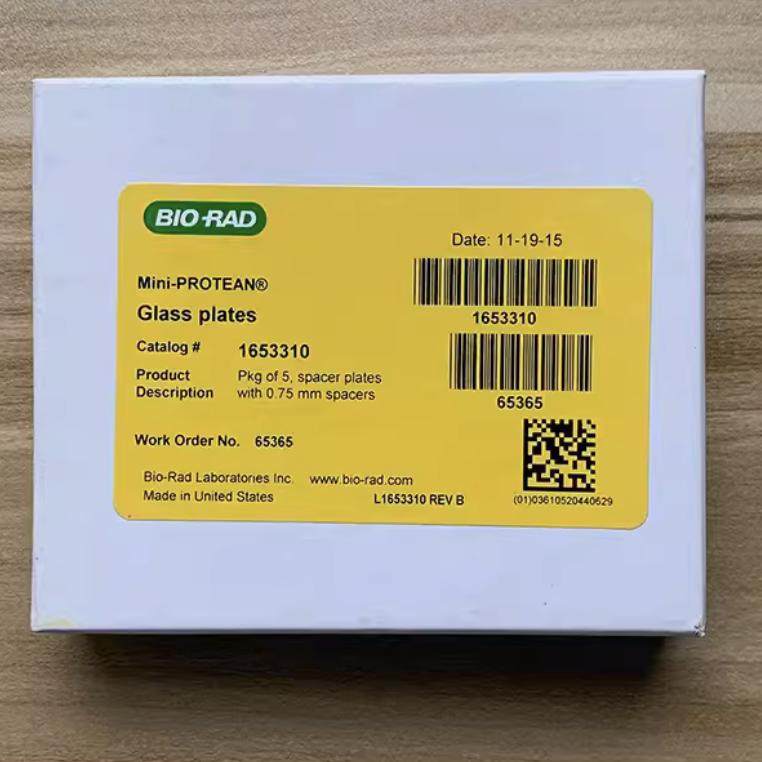 BIO-RAD
Date: 11-19-15
Mini-PROTEAN®
1653310
Glass plates
Catalog # 1653310
Product Description Pkg of 5, spacer plates
with 0.75 mm spacers
65365
Work Order No. 65365
Bio-Rad Laboratories Inc. www.bio-rad.com
Made in United States L1653310 REV B (01)03610520440629